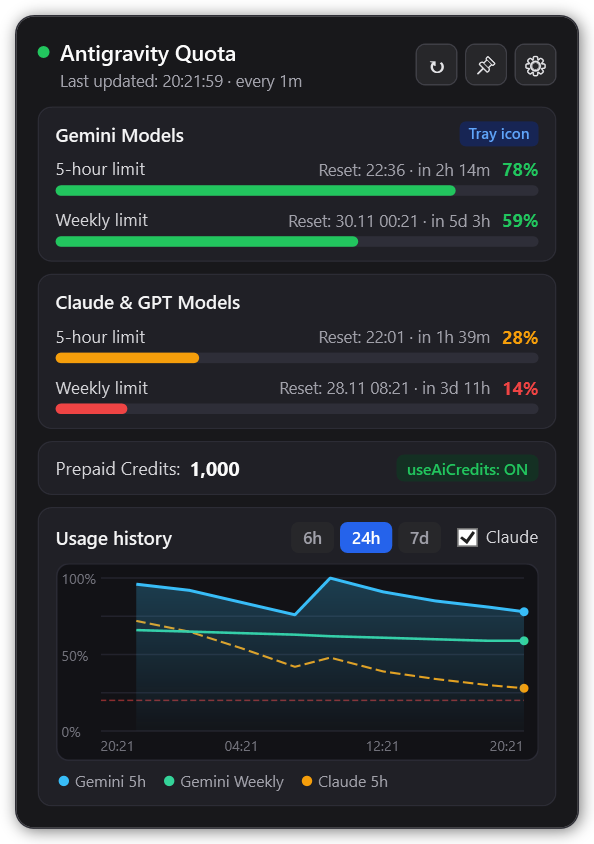 Antigravity Quota
Last updated: 20:21:59 · every 1m
Gemini Models
Tray icon
5-hour limit
Reset: 22:36 · in 2h 14m 78%
Weekly limit
Reset: 30.11 00:21 · in 5d 3h 59%
Claude & GPT Models
5-hour limit
Reset: 22:01 · in 1h 39m 28%
Weekly limit
Reset: 28.11 08:21 · in 3d 11h 14%
Prepaid Credits: 1,000
useAiCredits: ON
Usage history
6h 24h 7d Claude
100%
50%
0%
20:21 04:21 12:21 20:21
Gemini 5h Gemini Weekly Claude 5h